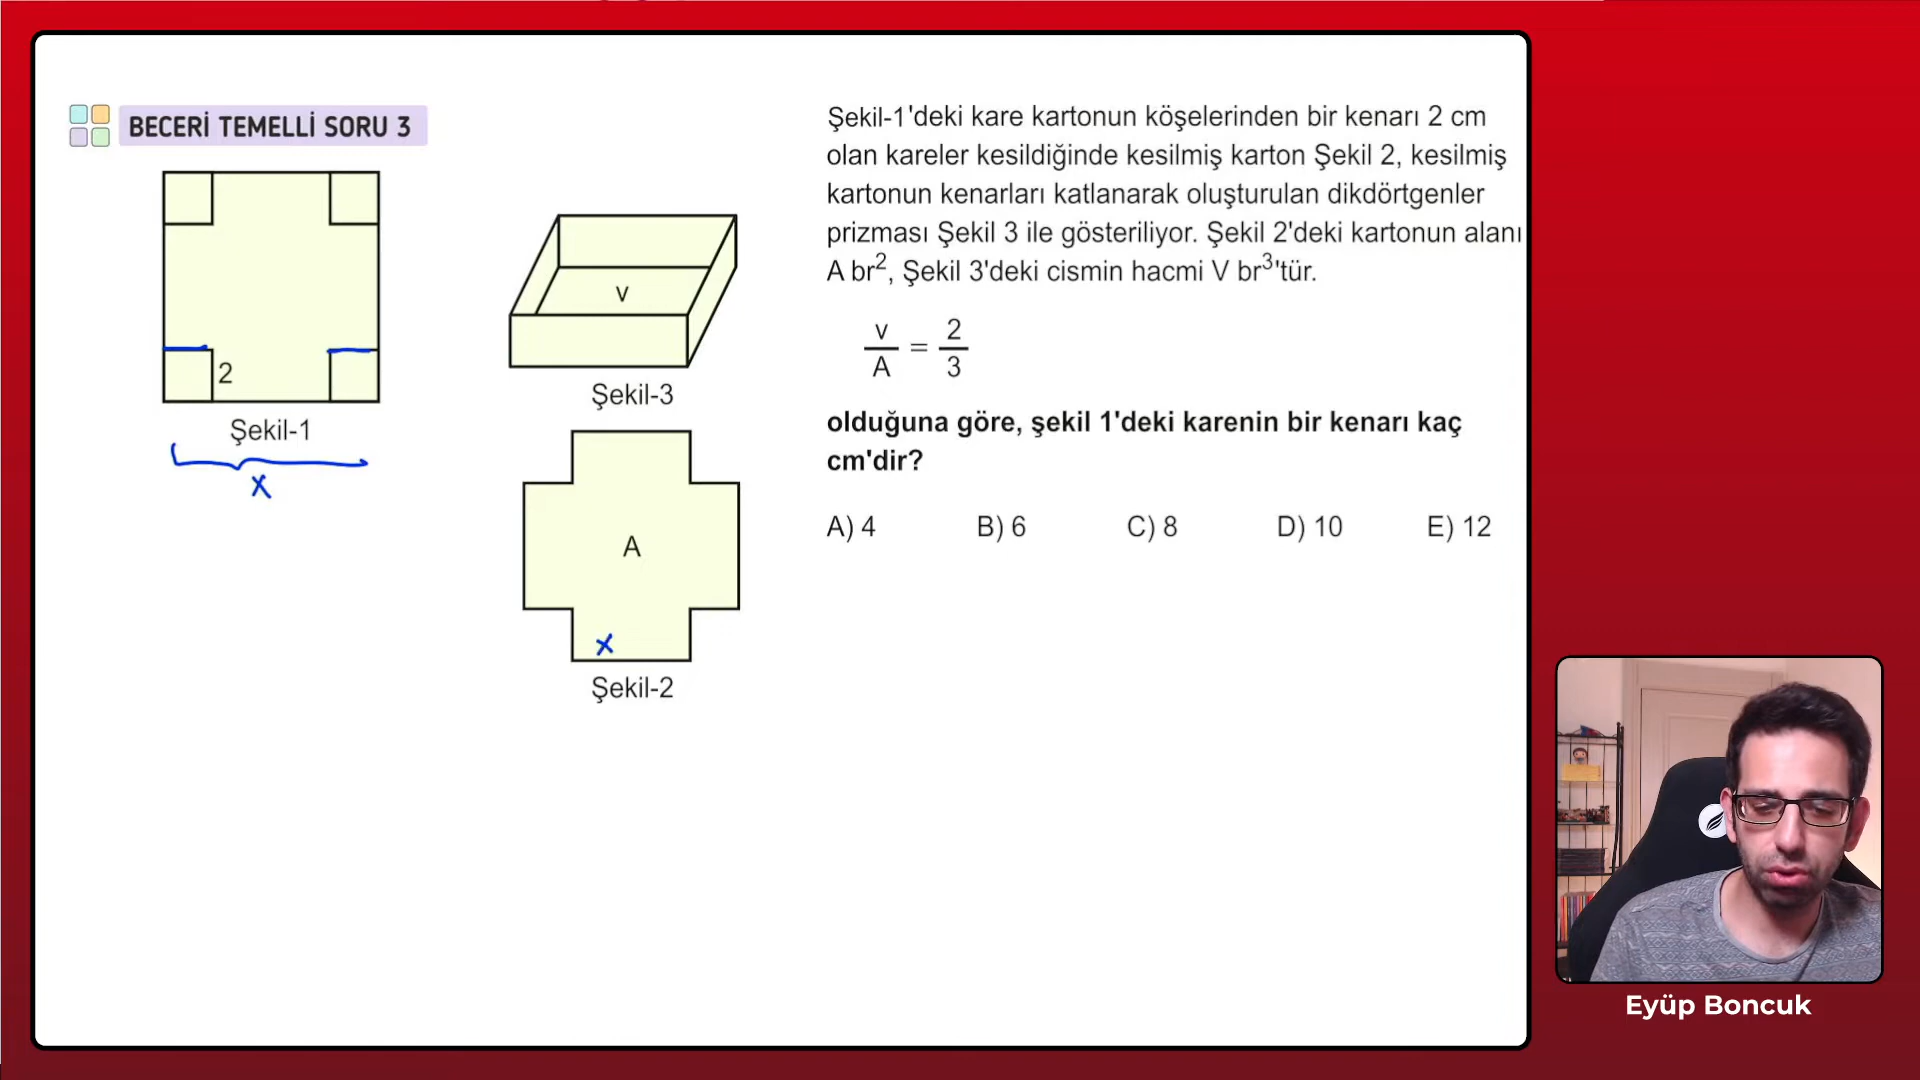 BECERİ TEMELLİ SORU 3
2
Şekil-1
x
v
Şekil-3
A
x
Şekil-2
Şekil-1'deki kare kartonun köşelerinden bir kenarı 2 cm
olan kareler kesildiğinde kesilmiş karton Şekil 2, kesilmiş
kartonun kenarları katlanarak oluşturulan dikdörtgenler
prizması Şekil 3 ile gösteriliyor. Şekil 2'deki kartonun alanı
A br², Şekil 3'deki cismin hacmi V br³'tür.
v/A = 2/3
olduğuna göre, şekil 1'deki karenin bir kenarı kaç
cm'dir?
A) 4 B) 6 C) 8 D) 10 E) 12
Eyüp Boncuk